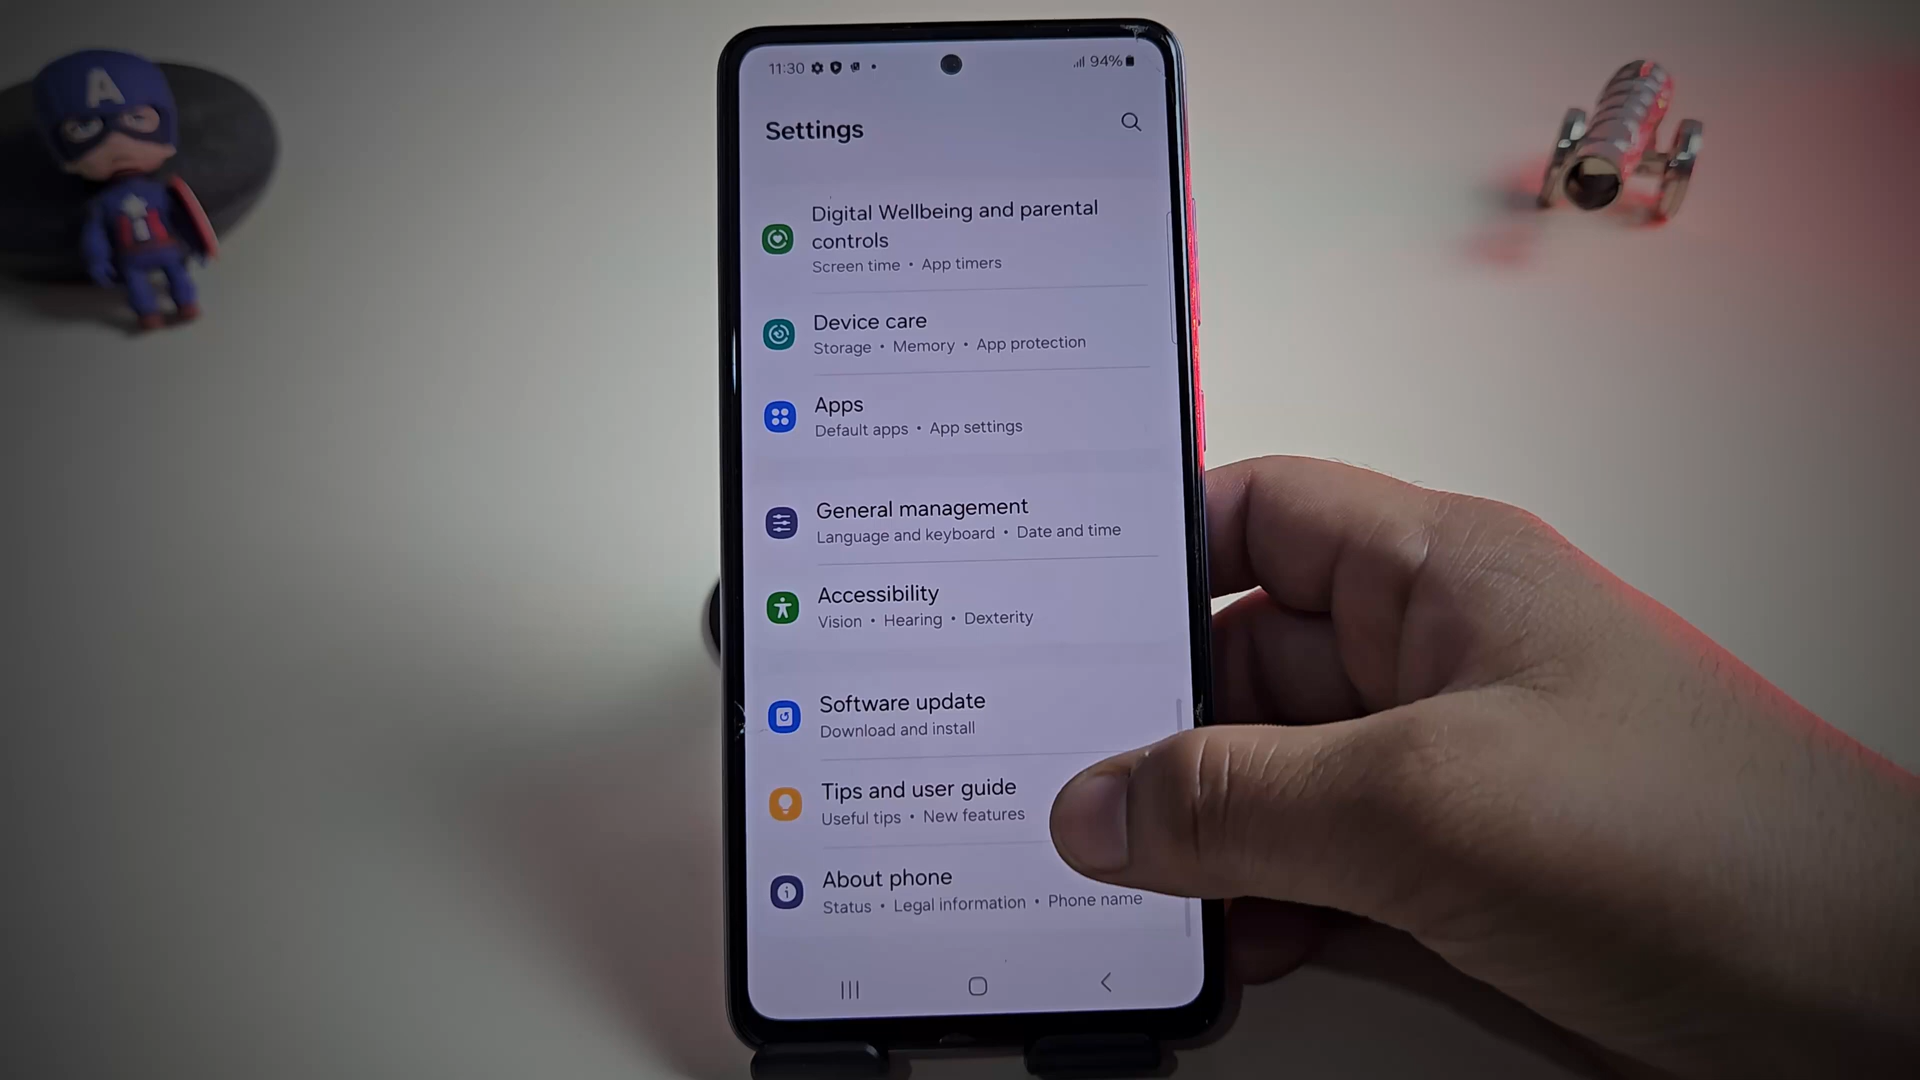 A
11:30
94%
Settings
Digital Wellbeing and parental
controls
Screen time • App timers
Device care
Storage • Memory • App protection
Apps
Default apps • App settings
General management
Language and keyboard • Date and time
Accessibility
Vision • Hearing • Dexterity
Software update
Download and install
Tips and user guide
Useful tips • New features
About phone
Status • Legal information • Phone name